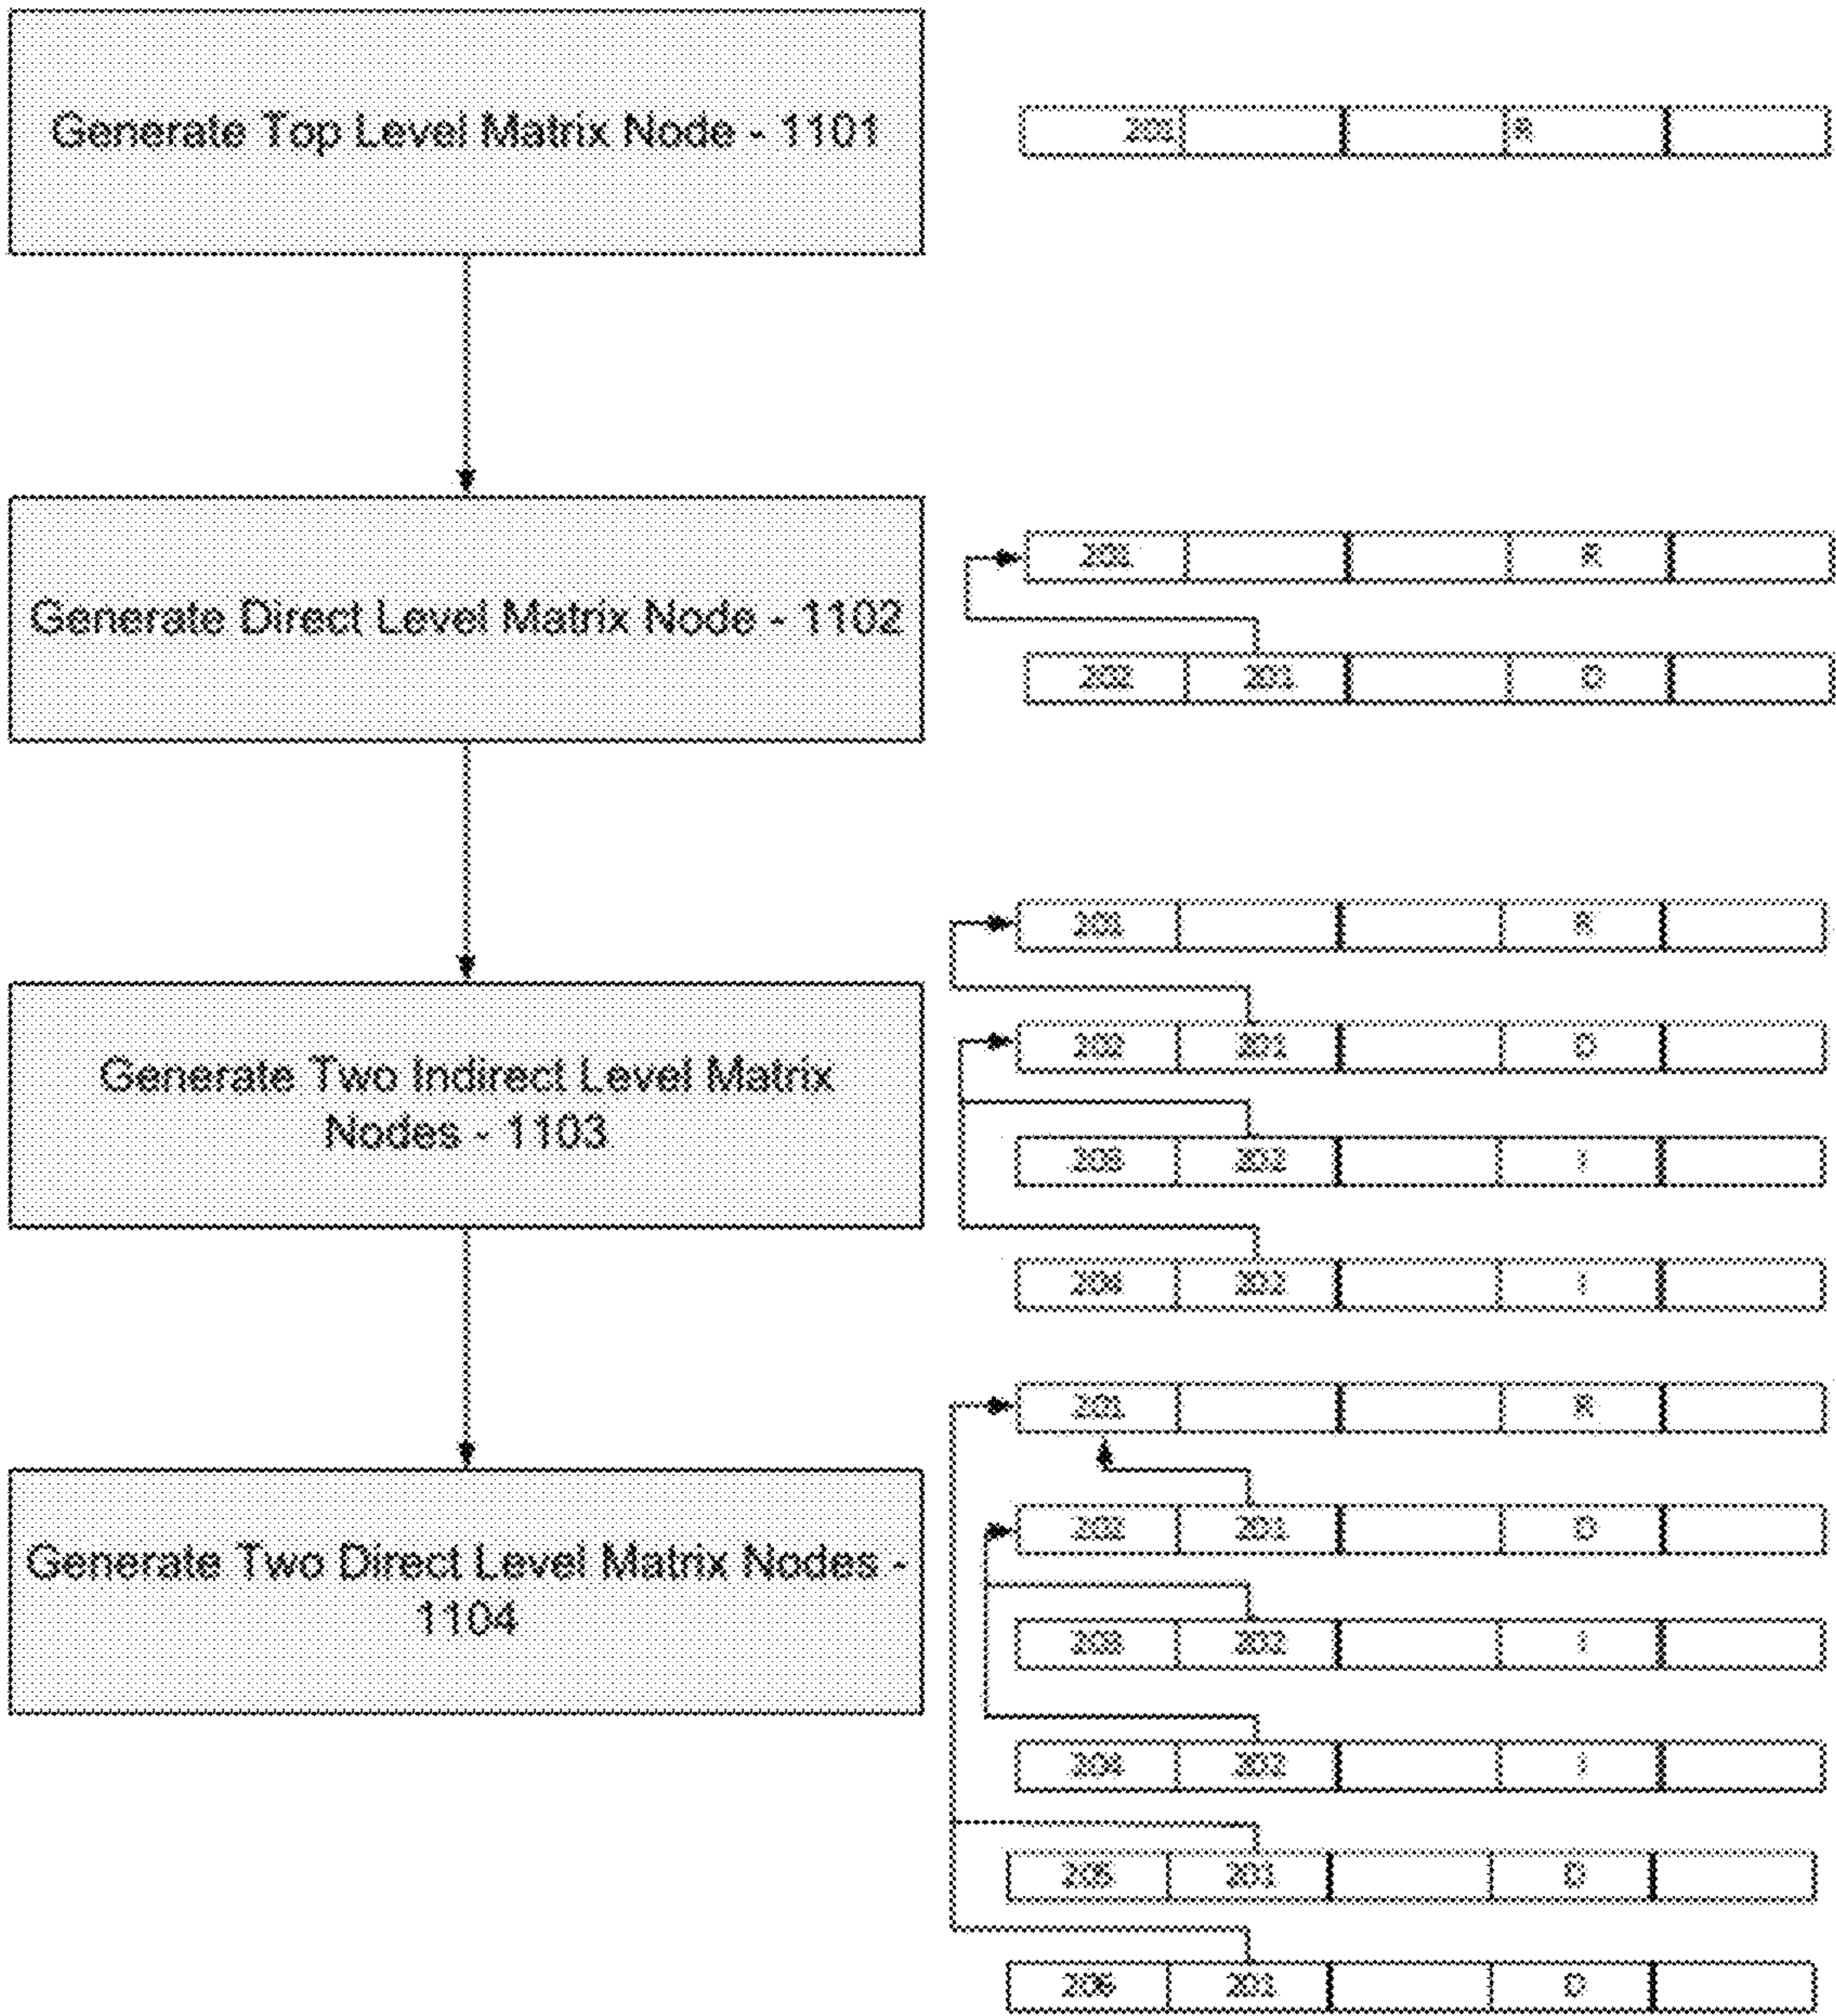 Generate Top Level Matrix Node - 1101
201 R
Generate Direct Level Matrix Node - 1102
201 R
202 201 D
Generate Two Indirect Level Matrix
Nodes - 1103
201 R
202 201 D
203 202 I
204 202 I
Generate Two Direct Level Matrix Nodes -
1104
201 R
202 201 D
203 202 I
204 202 I
205 201 D
206 201 D